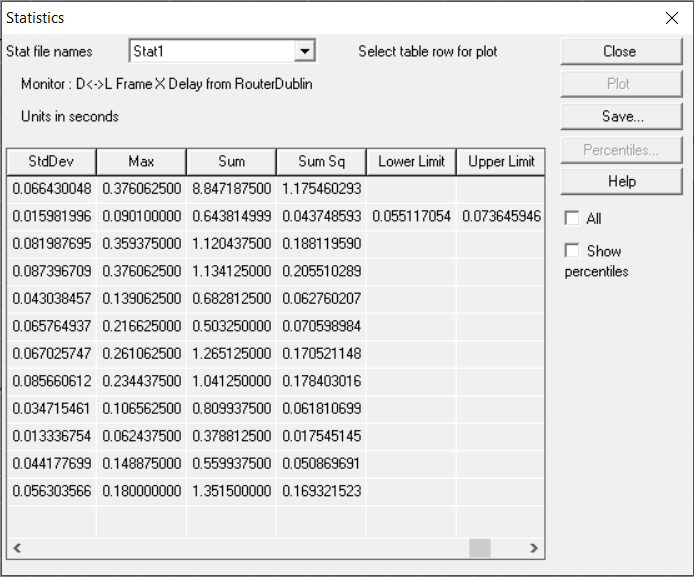 Statistics
Stat file names Stat1 Select table row for plot Close
Monitor : D<->L Frame X Delay from RouterDublin Plot
Units in seconds Save...
Percentiles...
StdDev Max Sum Sum Sq Lower Limit Upper Limit
Help
0.066430048 0.376062500 8.847187500 1.175460293
0.015981996 0.090100000 0.643814999 0.043748593 0.055117054 0.073645946 All
0.081987695 0.359375000 1.120437500 0.188119590 Show
0.087396709 0.376062500 1.134125000 0.205510289 percentiles
0.043038457 0.139062500 0.682812500 0.062760207
0.065764937 0.216625000 0.503250000 0.070598984
0.067025747 0.261062500 1.265125000 0.170521148
0.085660612 0.234437500 1.041250000 0.178403016
0.034715461 0.106562500 0.809937500 0.061810699
0.013336754 0.062437500 0.378812500 0.017545145
0.044177699 0.148875000 0.559937500 0.050869691
0.056303566 0.180000000 1.351500000 0.169321523